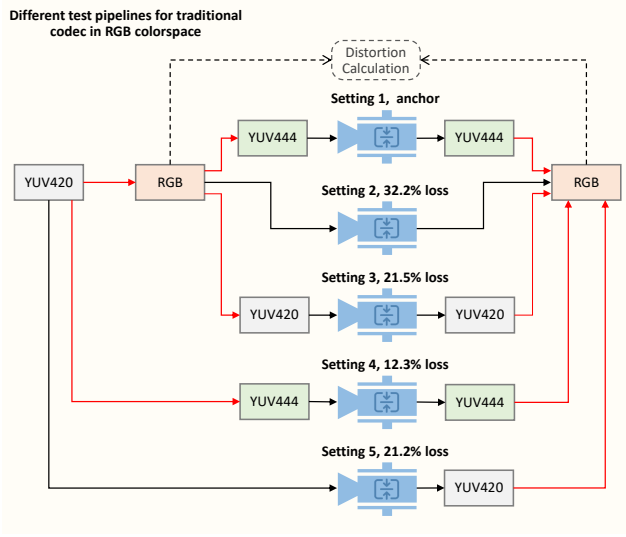 Different test pipelines for traditional
codec in RGB colorspace
Distortion
Calculation
Setting 1, anchor
YUV444
YUV444
YUV420
RGB
RGB
Setting 2, 32.2% loss
Setting 3, 21.5% loss
YUV420
YUV420
Setting 4, 12.3% loss
YUV444
YUV444
Setting 5, 21.2% loss
YUV420